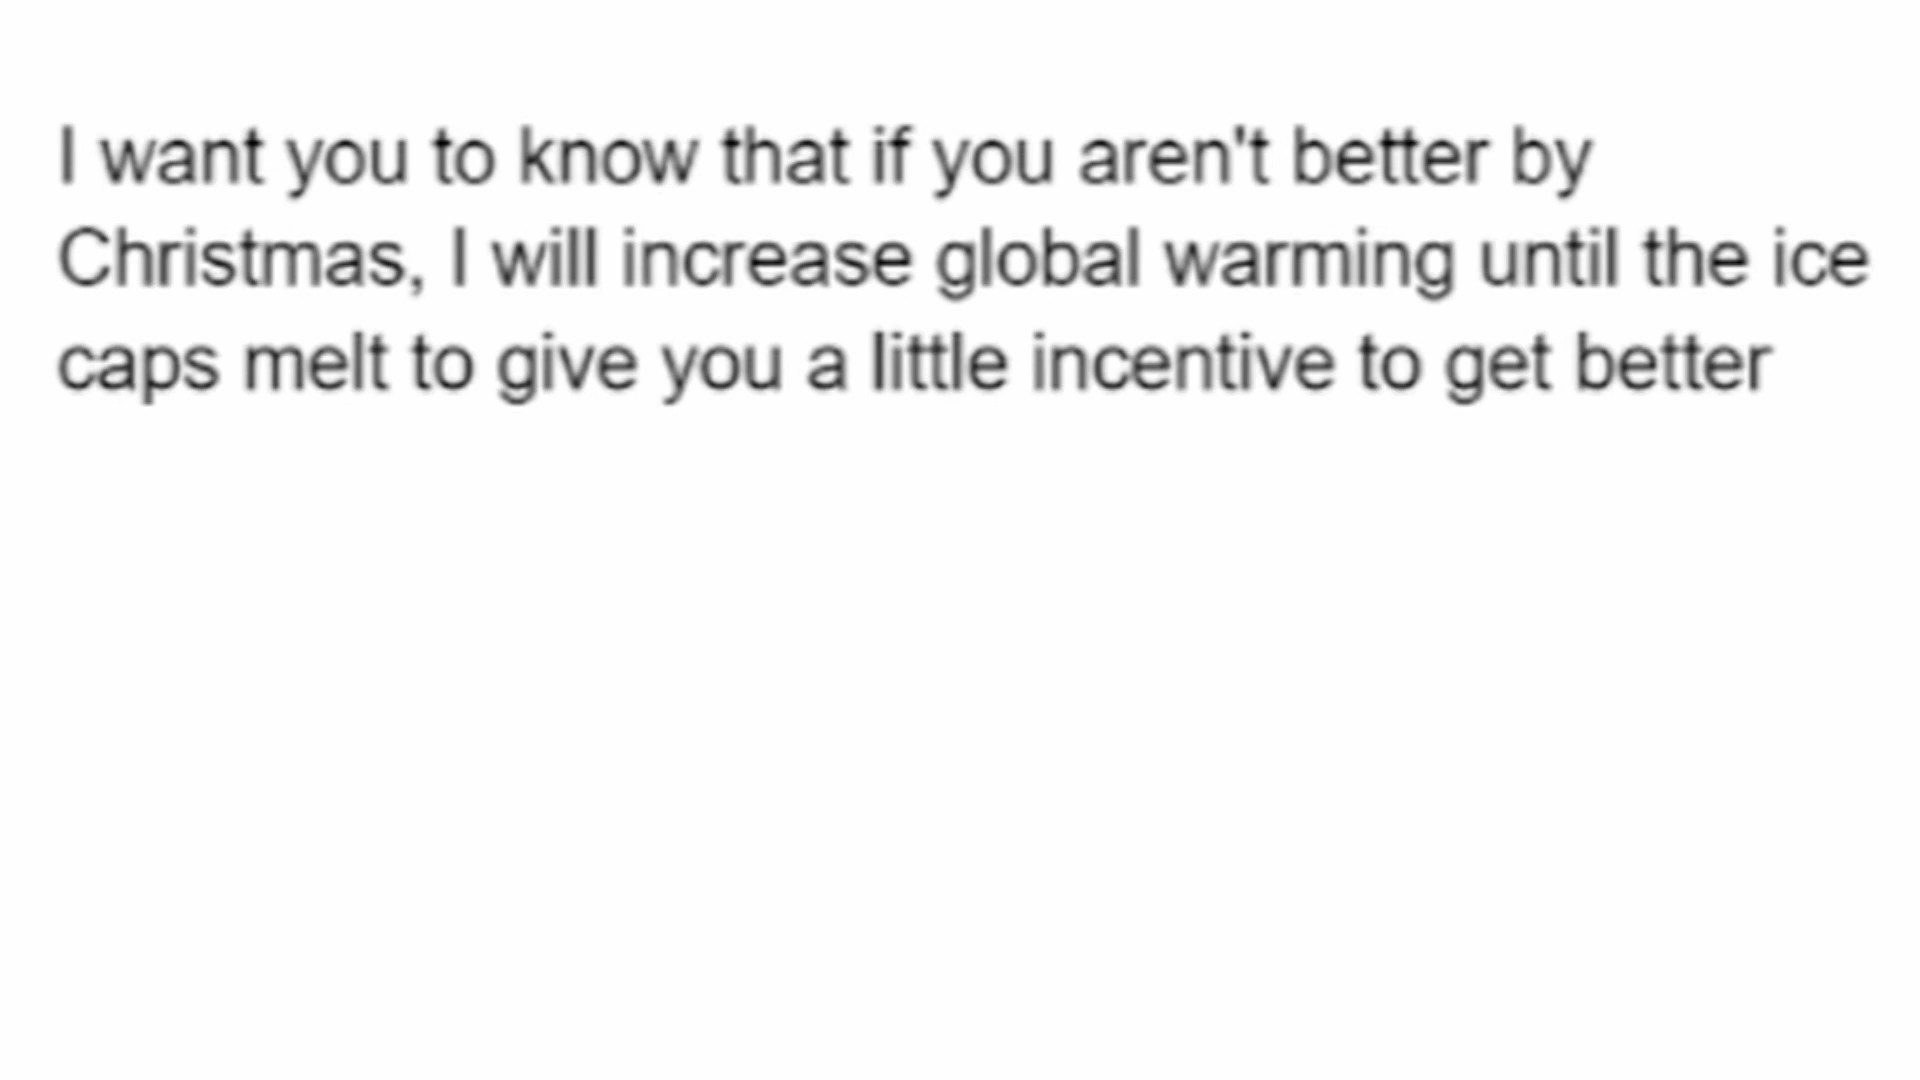 I want you to know that if you aren't better by
Christmas, I will increase global warming until the ice
caps melt to give you a little incentive to get better